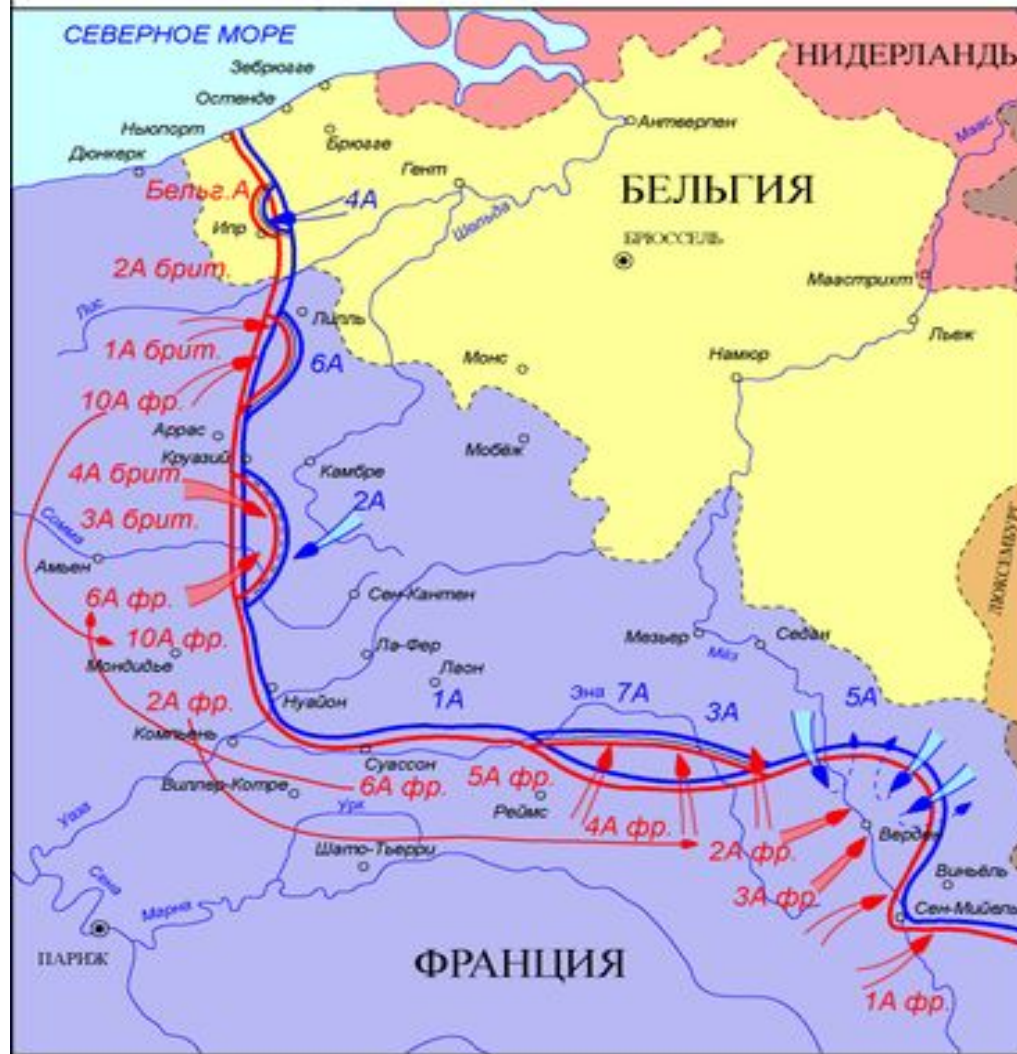 СЕВЕРНОЕ МОРЕ
НИДЕРЛАНДЫ
Зебрюгге
Остенде
Ньюпорт
Дюнкерк
Брюгге
Антверпен
Маас
Гент
Бельг.А
4А
БЕЛЬГИЯ
Ипр
Шельда
БРЮССЕЛЬ
2А брит.
Маастрихт
Лис
Лилль
Льеж
1А брит.
6А
Монс
Намюр
10А фр.
Аррас
Круазий
Мобёж
Камбре
4А брит.
2А
3А брит.
Сомма
Амьен
ЛЮКСЕМБУРГ
6А фр.
Сен-Кантен
10А фр.
Мондидье
Ла-Фер
Мезьер
Седан
Мёз
Лаон
2А фр.
Нуайон
1А
Эна
7А
3А
5А
Компьень
Суассон
Виллер-Котре
6А фр.
5А фр.
Реймс
Уаза
Урк
4А фр.
Верден
Шато-Тьерри
2А фр.
Сена
3А фр.
Виньёль
Марна
Сен-Мийель
ПАРИЖ
ФРАНЦИЯ
1А фр.